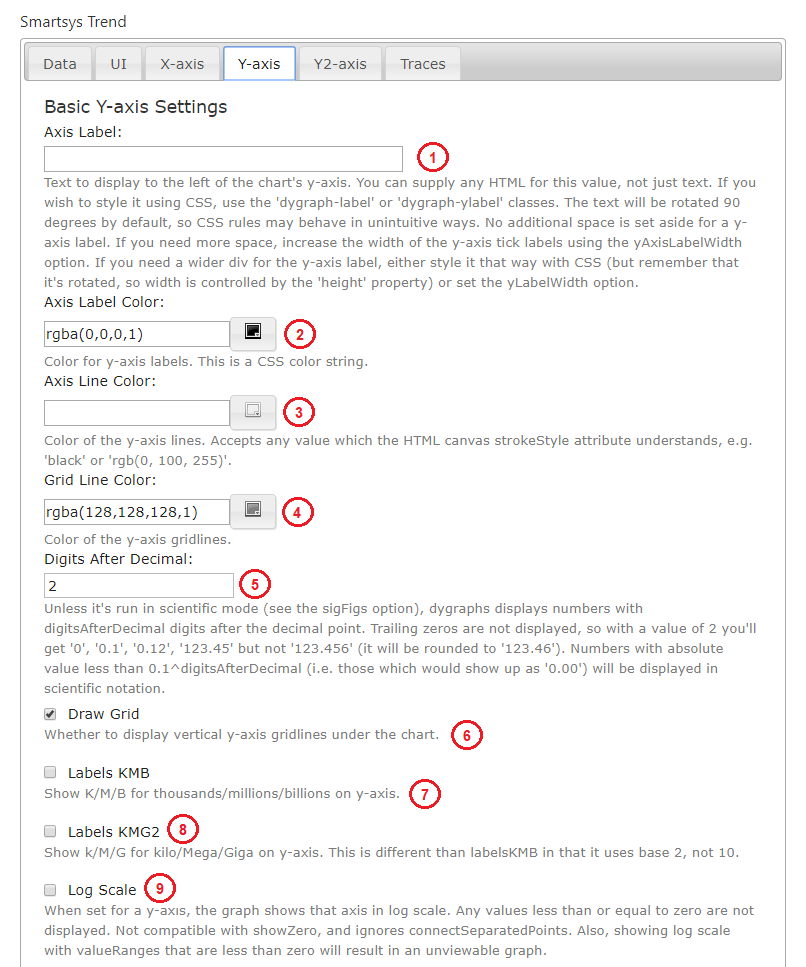 Smartsys Trend
Data UI X-axis Y-axis Y2-axis Traces
Basic Y-axis Settings
Axis Label:
1
Text to display to the left of the chart's y-axis. You can supply any HTML for this value, not just text. If you
wish to style it using CSS, use the 'dygraph-label' or 'dygraph-ylabel' classes. The text will be rotated 90
degrees by default, so CSS rules may behave in unintuitive ways. No additional space is set aside for a y-
axis label. If you need more space, increase the width of the y-axis tick labels using the yAxisLabelWidth
option. If you need a wider div for the y-axis label, either style it that way with CSS (but remember that
it's rotated, so width is controlled by the 'height' property) or set the yLabelWidth option.
Axis Label Color:
rgba(0,0,0,1) 2
Color for y-axis labels. This is a CSS color string.
Axis Line Color:
3
Color of the y-axis lines. Accepts any value which the HTML canvas strokeStyle attribute understands, e.g.
'black' or 'rgb(0, 100, 255)'.
Grid Line Color:
rgba(128,128,128,1) 4
Color of the y-axis gridlines.
Digits After Decimal:
2 5
Unless it's run in scientific mode (see the sigFigs option), dygraphs displays numbers with
digitsAfterDecimal digits after the decimal point. Trailing zeros are not displayed, so with a value of 2 you'll
get '0', '0.1', '0.12', '123.45' but not '123.456' (it will be rounded to '123.46'). Numbers with absolute
value less than 0.1^digitsAfterDecimal (i.e. those which would show up as '0.00') will be displayed in
scientific notation.
Draw Grid
Whether to display vertical y-axis gridlines under the chart. 6
Labels KMB
Show K/M/B for thousands/millions/billions on y-axis. 7
Labels KMG2 8
Show k/M/G for kilo/Mega/Giga on y-axis. This is different than labelsKMB in that it uses base 2, not 10.
Log Scale 9
When set for a y-axis, the graph shows that axis in log scale. Any values less than or equal to zero are not
displayed. Not compatible with showZero, and ignores connectSeparatedPoints. Also, showing log scale
with valueRanges that are less than zero will result in an unviewable graph.